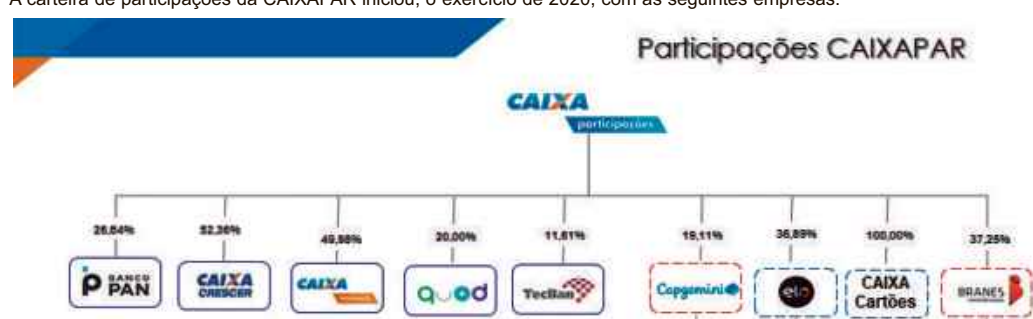 A carteira de participações da CAIXAPAR iniciou, o exercício de 2020, com as seguintes empresas:
Participações CAIXAPAR
CAIXA
participações
26,84% 52,36% 49,98% 20,00% 11,61% 19,11% 36,89% 100,00% 37,25%
BANCO PAN
CAIXA CRESCER
CAIXA
quod
TecBan
Capgemini
elo
CAIXA Cartões
BRANES